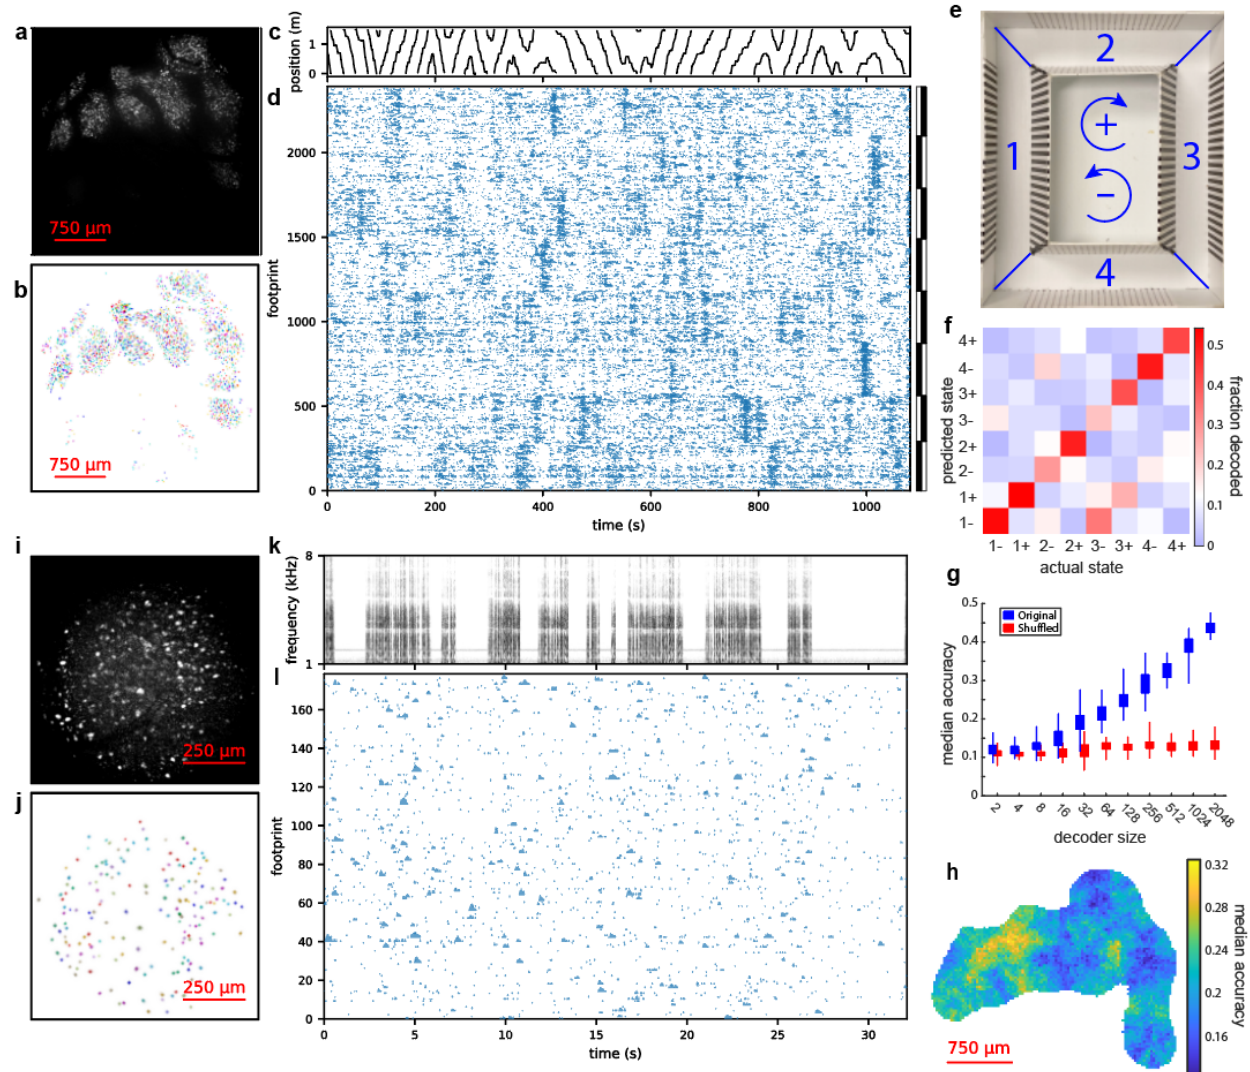 a
750 µm
b
750 µm
c
position (m)
1
0
d
footprint
2000
1500
1000
500
0
0
200
400
600
800
1000
time (s)
e
2
1
+
−
3
4
f
predicted state
4+
4-
3+
3-
2+
2-
1+
1-
1-
1+
2-
2+
3-
3+
4-
4+
actual state
0.5
0.4
0.3
0.2
0.1
0
fraction decoded
g
median accuracy
0.5
0.4
0.3
0.2
0.1
0
Original
Shuffled
2
4
8
16
32
64
128
256
512
1024
2048
decoder size
h
750 µm
0.32
0.28
0.24
0.2
0.16
median accuracy
i
250 µm
j
250 µm
k
frequency (kHz)
8
1
l
footprint
160
140
120
100
80
60
40
20
0
0
5
10
15
20
25
30
time (s)